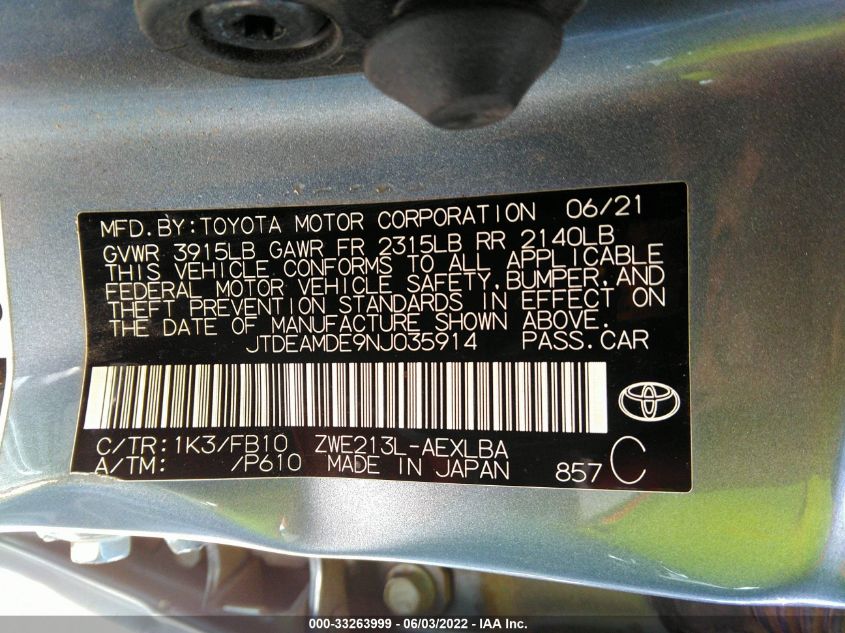 MFD.BY:TOYOTA MOTOR CORPORATION 06/21
GVWR 3915LB GAWR FR 2315LB RR 2140LB
THIS VEHICLE CONFORMS TO ALL APPLICABLE
FEDERAL MOTOR VEHICLE SAFETY,BUMPER,AND
THEFT PREVENTION STANDARDS IN EFFECT ON
THE DATE OF MANUFACTURE SHOWN ABOVE.
JTDEAMDE9NJ035914 PASS.CAR
C/TR:1K3/FB10 ZWE213L-AEXLBA
A/TM: /P610 MADE IN JAPAN 857 C
000-33263999 - 06/03/2022 - IAA Inc.